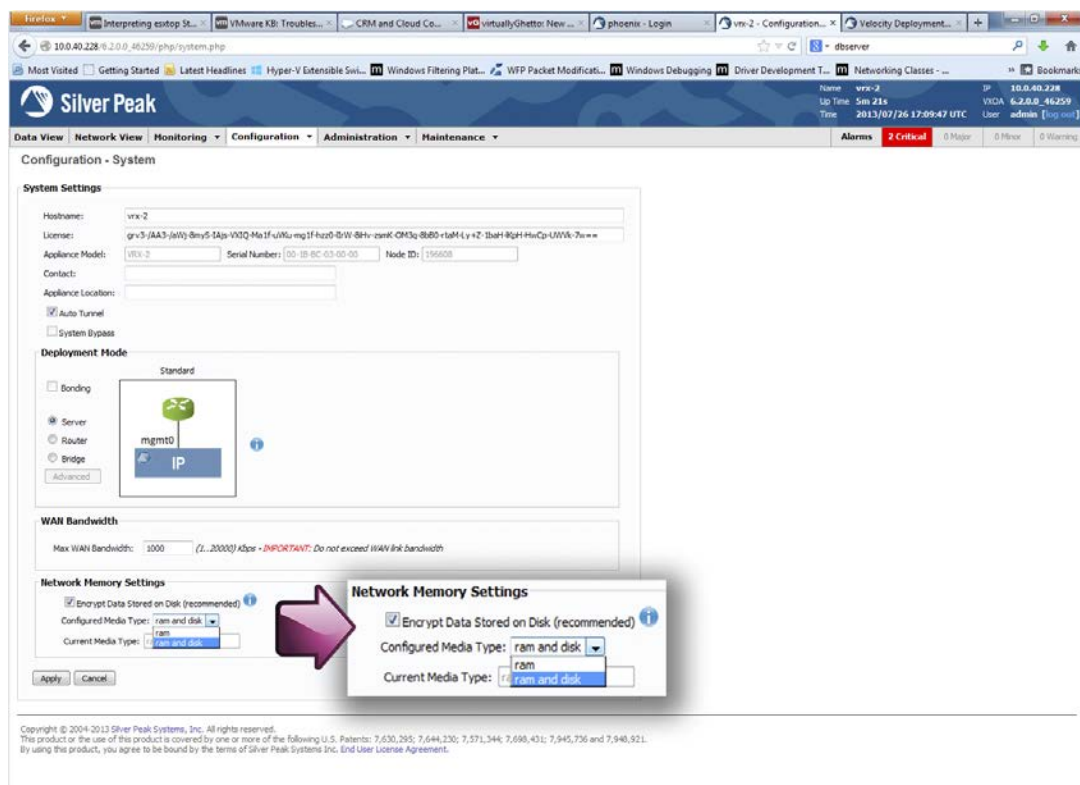 Firefox
Interpreting esxtop St...
VMware KB: Troubles...
CRM and Cloud Co...
virtuallyGhetto: New ...
phoenix - Login
vrx-2 - Configuration...
Velocity Deployment...
10.0.40.228/6.2.0.0_46259/php/system.php
dbserver
Most Visited Getting Started Latest Headlines Hyper-V Extensible Swi... Windows Filtering Plat... WFP Packet Modificati... Windows Debugging Driver Development T... Networking Classes - ... Bookmarks
Silver Peak
Name vrx-2 IP 10.0.40.228
Up Time 5m 21s VXOA 6.2.0.0_46259
Time 2013/07/26 17:09:47 UTC User admin [log out]
Data View Network View Monitoring Configuration Administration Maintenance Alarms 2 Critical 0 Major 0 Minor 0 Warning
Configuration - System
System Settings
Hostname: vrx-2
License:
Appliance Model: VRX-2 Serial Number: 00-1B-BC-03-00-00 Node ID: 196608
Contact:
Appliance Location:
Auto Tunnel
System Bypass
Deployment Mode
Standard
Bonding
Server
Router
Bridge
Advanced
mgmt0
IP
WAN Bandwidth
Max WAN Bandwidth: 1000 (1..20000) Kbps - IMPORTANT: Do not exceed WAN link bandwidth
Network Memory Settings
Encrypt Data Stored on Disk (recommended)
Configured Media Type: ram and disk
ram
Current Media Type: ram and disk
Apply Cancel
Network Memory Settings
Encrypt Data Stored on Disk (recommended)
Configured Media Type: ram and disk
ram
Current Media Type: ram and disk
Copyright © 2004-2013 Silver Peak Systems, Inc. All rights reserved.
This product or the use of this product is covered by one or more of the following U.S. Patents: 7,630,295; 7,644,230; 7,571,344; 7,698,431; 7,945,736 and 7,948,921.
By using this product, you agree to be bound by the terms of Silver Peak Systems Inc. End User License Agreement.